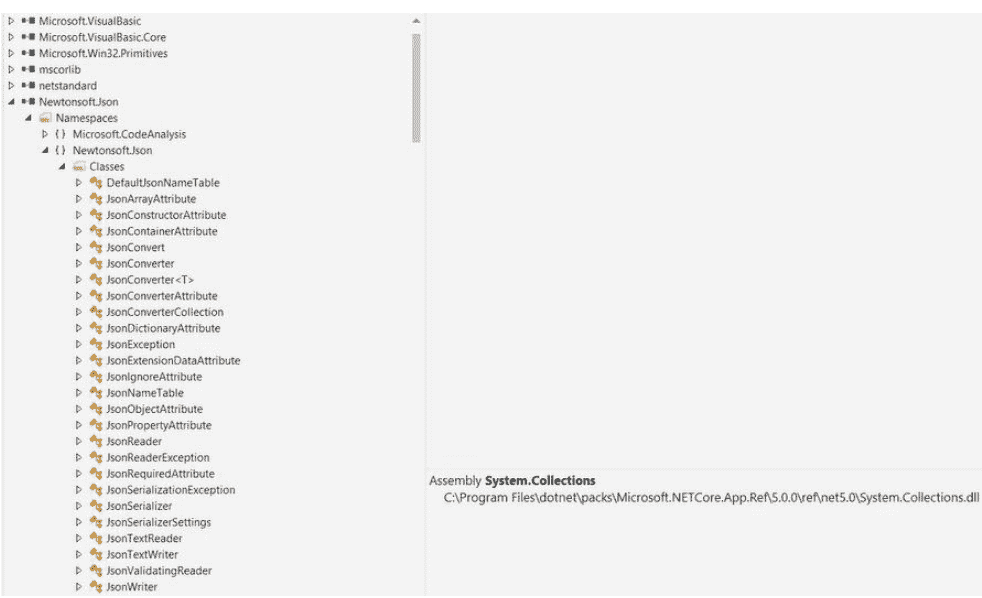 Microsoft.VisualBasic
Microsoft.VisualBasic.Core
Microsoft.Win32.Primitives
mscorlib
netstandard
Newtonsoft.Json
Namespaces
{ } Microsoft.CodeAnalysis
{ } Newtonsoft.Json
Classes
DefaultJsonNameTable
JsonArrayAttribute
JsonConstructorAttribute
JsonContainerAttribute
JsonConvert
JsonConverter
JsonConverter<T>
JsonConverterAttribute
JsonConverterCollection
JsonDictionaryAttribute
JsonException
JsonExtensionDataAttribute
JsonIgnoreAttribute
JsonNameTable
JsonObjectAttribute
JsonPropertyAttribute
JsonReader
JsonReaderException
JsonRequiredAttribute
JsonSerializationException
JsonSerializer
JsonSerializerSettings
JsonTextReader
JsonTextWriter
JsonValidatingReader
JsonWriter
Assembly System.Collections
C:\Program Files\dotnet\packs\Microsoft.NETCore.App.Ref\5.0.0\ref\net5.0\System.Collections.dll